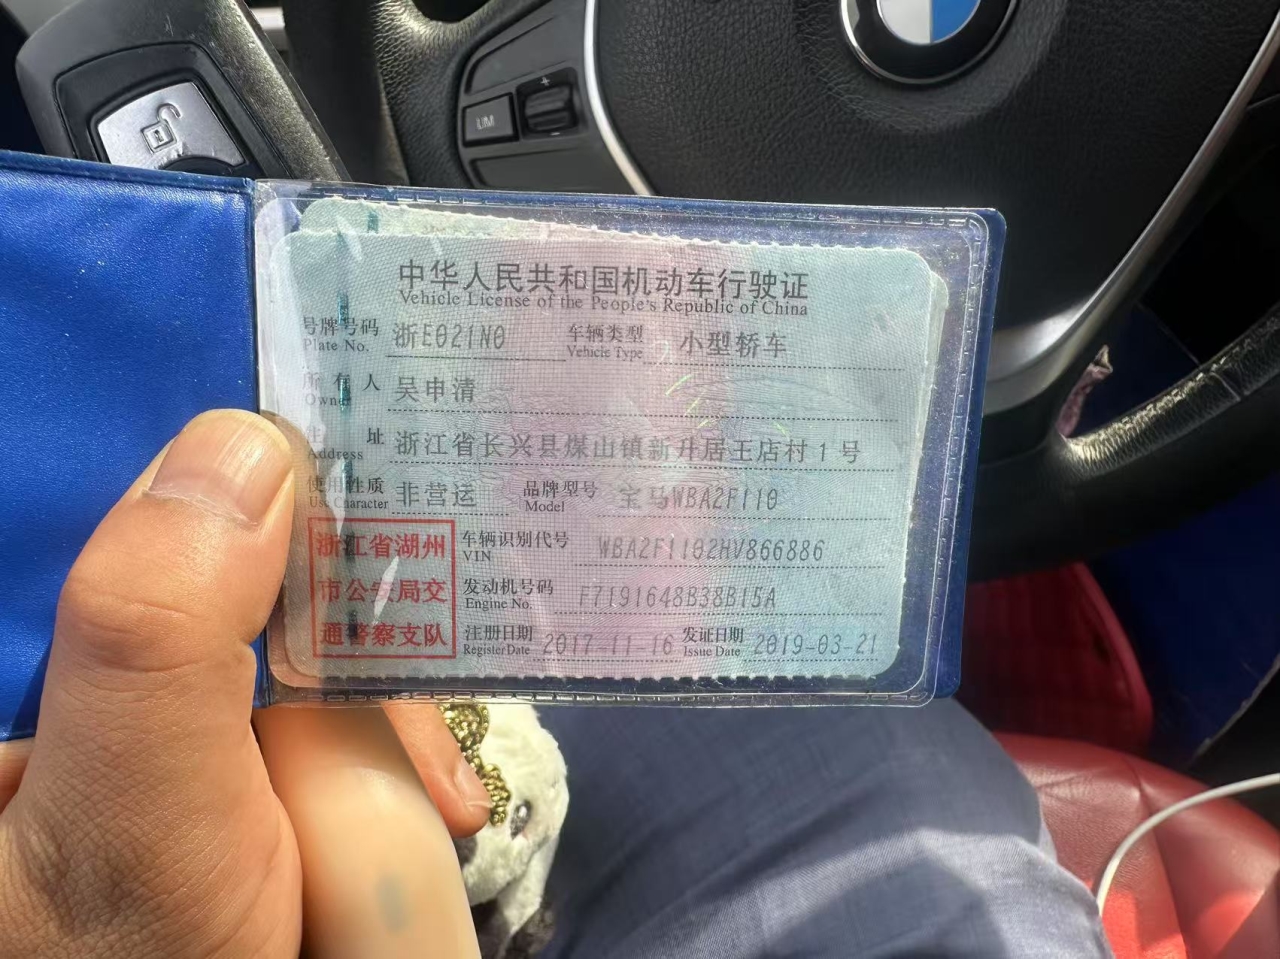 LIM
中华人民共和国机动车行驶证
Vehicle License of the People's Republic of China
号牌号码 浙E021N0 车辆类型 小型轿车
Plate No. Vehicle Type
所有人 吴申清
Owner
住址 浙江省长兴县煤山镇新升居王店村1号
Address
使用性质 非营运 品牌型号 宝马WBA2F110
Use Character Model
浙江省湖州 车辆识别代号 WBA2F1102HV866886
VIN
市公安局交 发动机号码 F7191648B38B15A
Engine No.
通警察支队 注册日期 2017-11-16 发证日期 2019-03-21
Register Date Issue Date